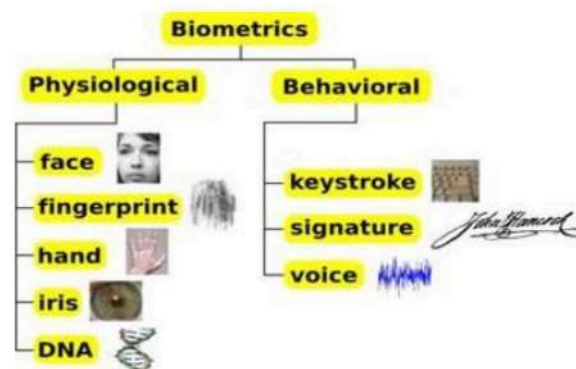 Biometrics
Physiological
Behavioral
face
fingerprint
hand
iris
DNA
keystroke
signature
voice